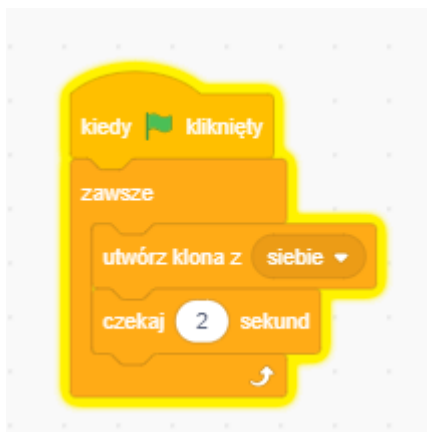 kiedy kliknięty
zawsze
utwórz klona z siebie
czekaj 2 sekund